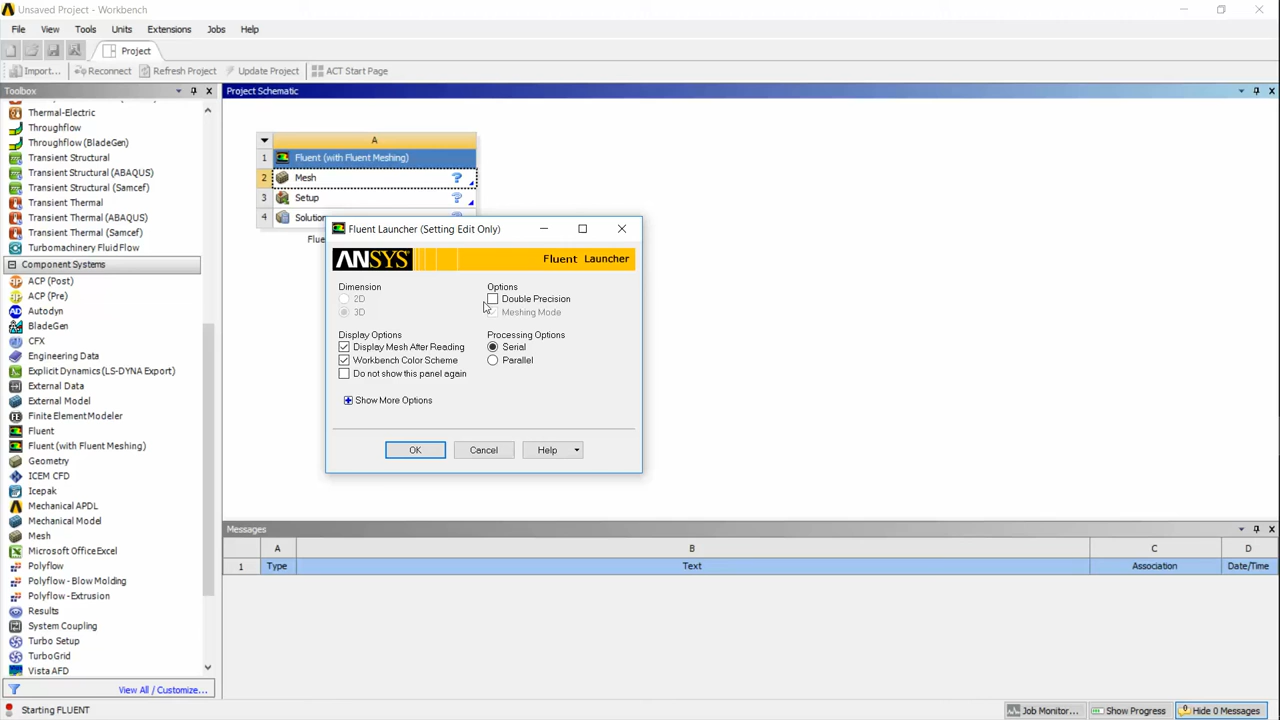 Unsaved Project - Workbench
File View Tools Units Extensions Jobs Help
Project
Import... Reconnect Refresh Project Update Project ACT Start Page
Toolbox
Thermal-Electric
Throughflow
Throughflow (BladeGen)
Transient Structural
Transient Structural (ABAQUS)
Transient Structural (Samcef)
Transient Thermal
Transient Thermal (ABAQUS)
Transient Thermal (Samcef)
Turbomachinery Fluid Flow
Component Systems
ACP (Post)
ACP (Pre)
Autodyn
BladeGen
CFX
Engineering Data
Explicit Dynamics (LS-DYNA Export)
External Data
External Model
Finite Element Modeler
Fluent
Fluent (with Fluent Meshing)
Geometry
ICEM CFD
Icepak
Mechanical APDL
Mechanical Model
Mesh
Microsoft Office Excel
Polyflow
Polyflow - Blow Molding
Polyflow - Extrusion
Results
System Coupling
Turbo Setup
TurboGrid
Vista AFD
View All / Customize...
Project Schematic
A
1 Fluent (with Fluent Meshing)
2 Mesh ?
3 Setup ?
4 Solution
Flue
Fluent Launcher (Setting Edit Only)
ANSYS Fluent Launcher
Dimension
2D
3D
Options
Double Precision
Meshing Mode
Display Options
Display Mesh After Reading
Workbench Color Scheme
Do not show this panel again
Processing Options
Serial
Parallel
Show More Options
OK Cancel Help
Messages
A B C D
1 Type Text Association Date/Time
Starting FLUENT
Job Monitor... Show Progress Hide 0 Messages